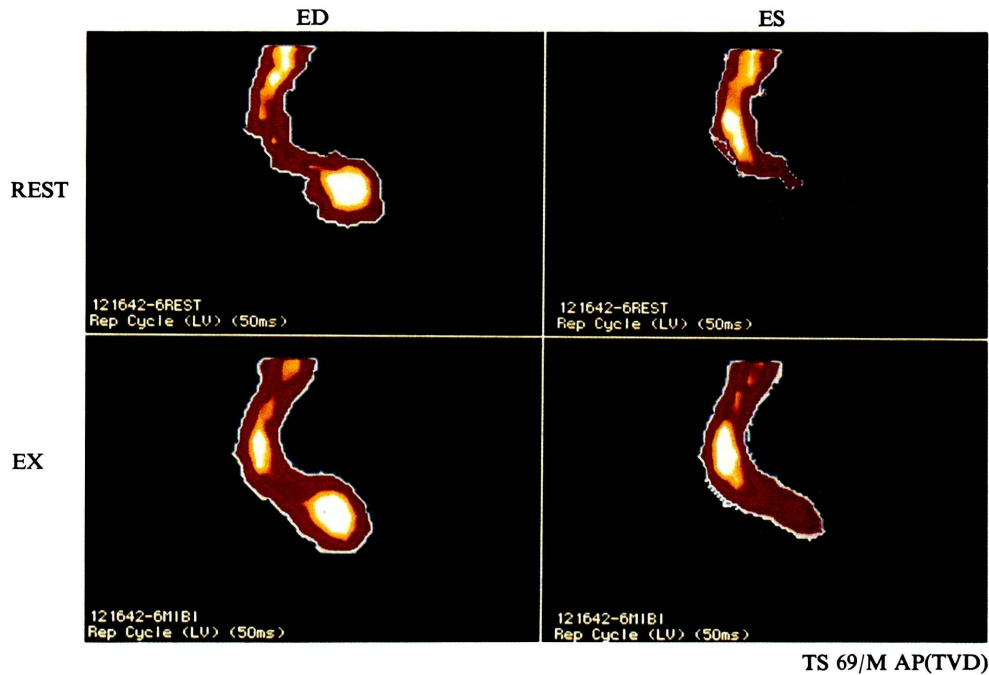 ED ES
REST
121642-6REST
Rep Cycle (LV) (50ms)
121642-6REST
Rep Cycle (LV) (50ms)
EX
121642-6MIBI
Rep Cycle (LV) (50ms)
121642-6MIBI
Rep Cycle (LV) (50ms)
TS 69/M AP(TVD)